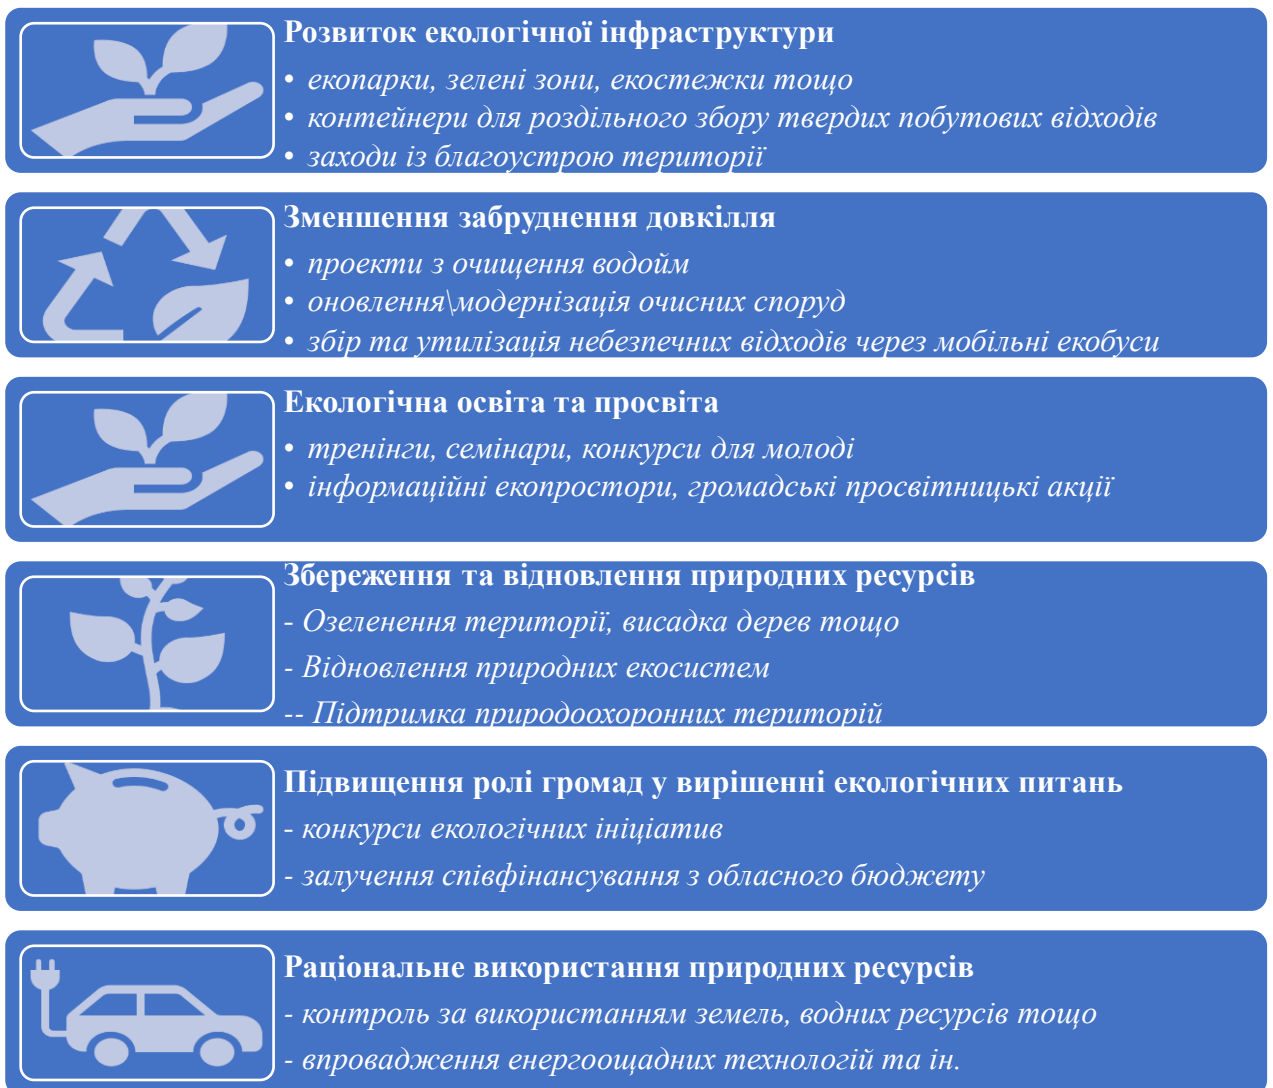 Розвиток екологічної інфраструктури
• екопарки, зелені зони, екостежки тощо
• контейнери для роздільного збору твердих побутових відходів
• заходи із благоустрою території
Зменшення забруднення довкілля
• проекти з очищення водойм
• оновлення\модернізація очисних споруд
• збір та утилізація небезпечних відходів через мобільні екобуси
Екологічна освіта та просвіта
• тренінги, семінари, конкурси для молоді
• інформаційні екопростори, громадські просвітницькі акції
Збереження та відновлення природних ресурсів
- Озеленення території, висадка дерев тощо
- Відновлення природних екосистем
-- Підтримка природоохоронних територій
Підвищення ролі громад у вирішенні екологічних питань
- конкурси екологічних ініціатив
- залучення співфінансування з обласного бюджету
Раціональне використання природних ресурсів
- контроль за використанням земель, водних ресурсів тощо
- впровадження енергоощадних технологій та ін.